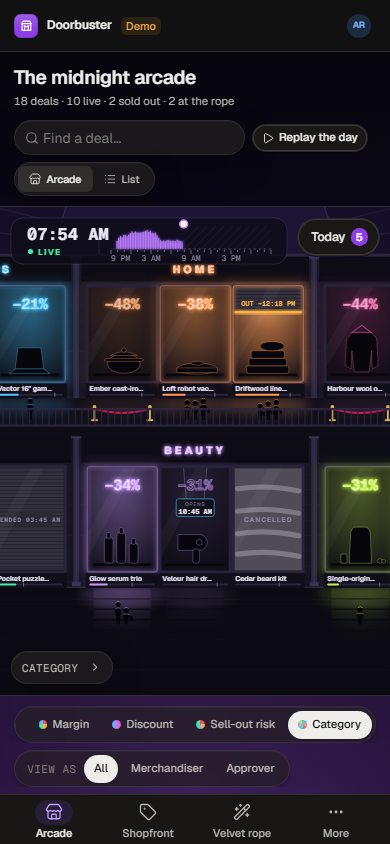 Doorbuster Demo AR
The midnight arcade
18 deals · 10 live · 2 sold out · 2 at the rope
Find a deal...
Replay the day
Arcade List
07:54 AM
LIVE
9 PM 3 AM 9 AM 3 PM
Today 5
S HOME
−21% −48% −38% OUT −12:18 PM −44%
Vector 16" gam... Ember cast-iro... Loft robot vac... Driftwood line... Harbour wool o...
BEAUTY
ENDED 03:45 AM −34% −31% OPENS 10:45 AM CANCELLED −31%
Pocket puzzle... Glow serum trio Velour hair dr... Cedar beard kit Single-origin...
CATEGORY
Margin Discount Sell-out risk Category
VIEW AS All Merchandiser Approver
Arcade Shopfront Velvet rope More